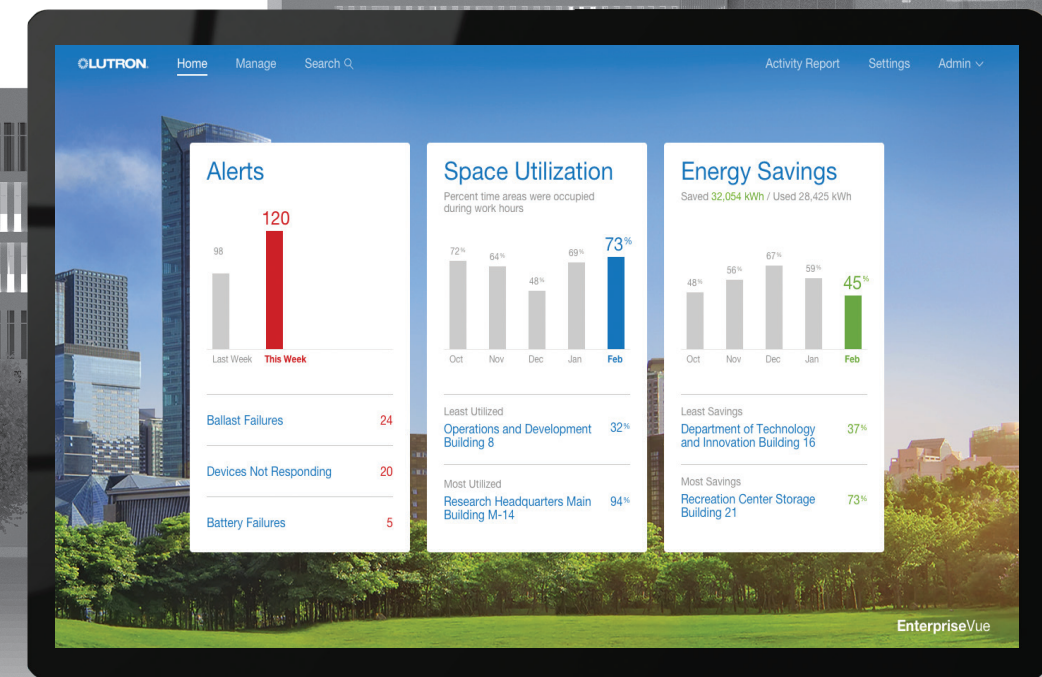 LUTRON
Home
Manage
Search
Activity Report
Settings
Admin
Alerts
120
98
Last Week
This Week
Ballast Failures 24
Devices Not Responding 20
Battery Failures 5
Space Utilization
Percent time areas were occupied
during work hours
72%
64%
48%
69%
73%
Oct
Nov
Dec
Jan
Feb
Least Utilized
Operations and Development
Building 8
32%
Most Utilized
Research Headquarters Main
Building M-14
94%
Energy Savings
Saved 32,054 kWh / Used 28,425 kWh
48%
56%
67%
59%
45%
Oct
Nov
Dec
Jan
Feb
Least Savings
Department of Technology
and Innovation Building 16
37%
Most Savings
Recreation Center Storage
Building 21
73%
EnterpriseVue